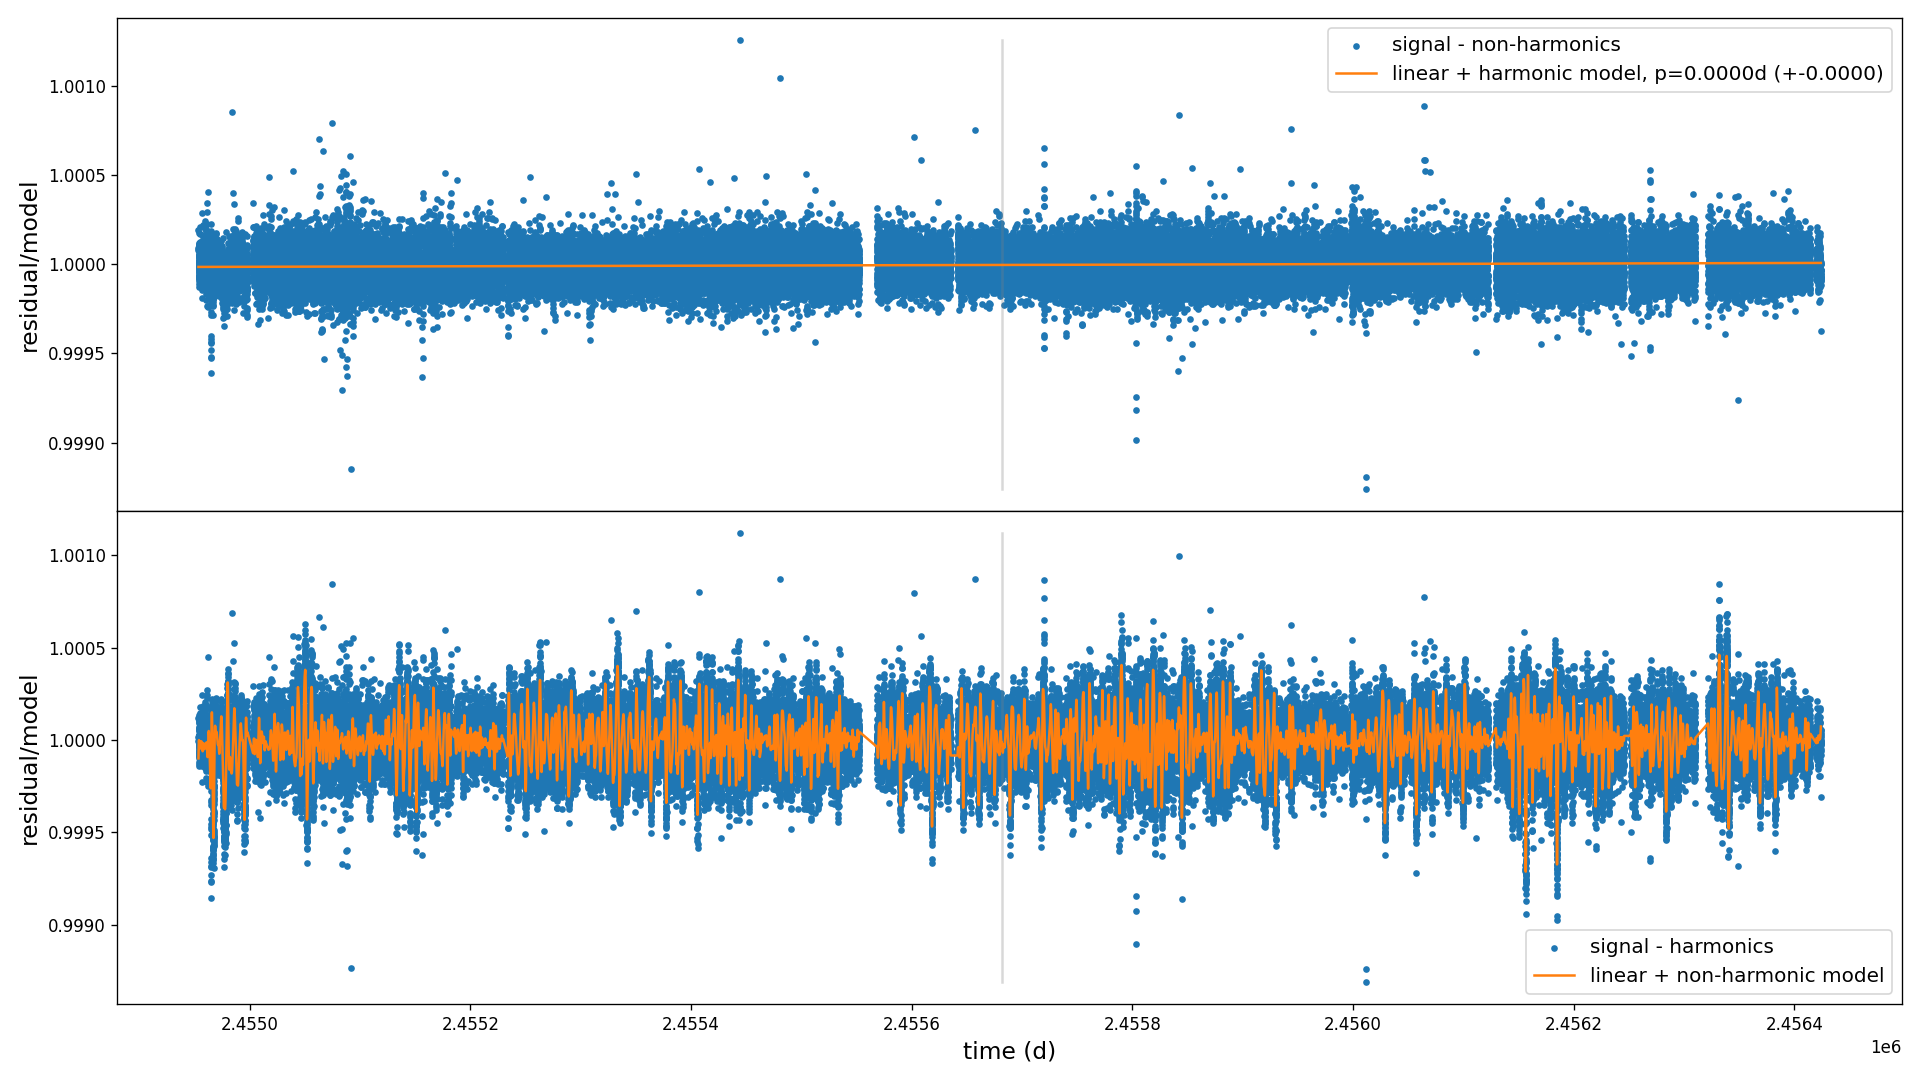 signal - non-harmonics
linear + harmonic model, p=0.0000d (+-0.0000)
1.0010
1.0005
1.0000
0.9995
0.9990
residual/model
1.0010
1.0005
1.0000
0.9995
0.9990
residual/model
signal - harmonics
linear + non-harmonic model
2.4550 2.4552 2.4554 2.4556 2.4558 2.4560 2.4562 2.4564
time (d)
1e6